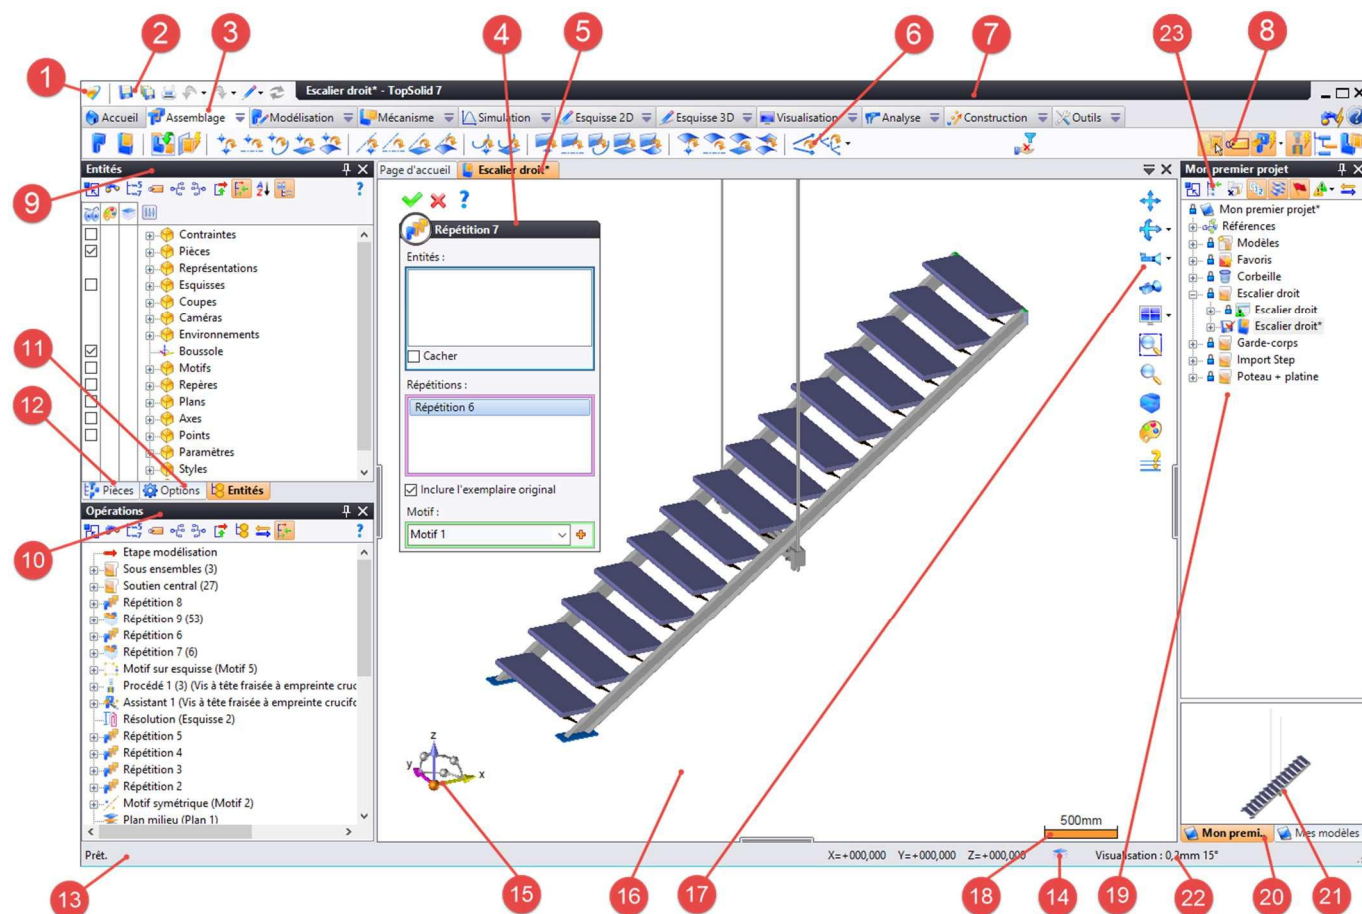 2
3
4
5
6
7
23
8
1
Escalier droit* - TopSolid 7
Accueil
Assemblage
Modélisation
Mécanisme
Simulation
Esquisse 2D
Esquisse 3D
Visualisation
Analyse
Construction
Outils
Entités
Page d'accueil
Escalier droit*
Mon premier projet
9
Répétition 7
Entités :
Cacher
Répétitions :
Répétition 6
Inclure l'exemplaire original
Motif :
Motif 1
Contraintes
Pièces
Représentations
Esquisses
Coupes
Caméras
Environnements
Boussole
Motifs
Repères
Plans
Axes
Points
Paramètres
Styles
11
12
Pièces
Options
Entités
Opérations
10
Etape modélisation
Sous ensembles (3)
Soutien central (27)
Répétition 8
Répétition 9 (53)
Répétition 6
Répétition 7 (6)
Motif sur esquisse (Motif 5)
Procédé 1 (3) (Vis à tête fraisée à empreinte cruc
Assistant 1 (Vis à tête fraisée à empreinte crucifo
Résolution (Esquisse 2)
Répétition 5
Répétition 4
Répétition 3
Répétition 2
Motif symétrique (Motif 2)
Plan milieu (Plan 1)
Mon premier projet*
Références
Modèles
Favoris
Corbeille
Escalier droit
Escalier droit
Escalier droit*
Garde-corps
Import Step
Poteau + platine
z
y
x
500mm
Mon premi..
Mes modèles
Prêt.
X=+000,000 Y=+000,000 Z=+000,000
Visualisation : 0,2mm 15°
13
15
16
17
18
14
19
22
20
21